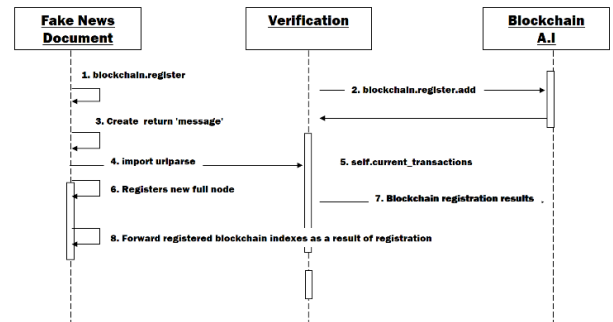 Fake News
Document
Verification
Blockchain
A.I
1. blockchain.register
2. blockchain.register.add
3. Create return 'message'
4. import urlparse
5. self.current_transactions
6. Registers new full node
7. Blockchain registration results
8. Forward registered blockchain indexes as a result of registration